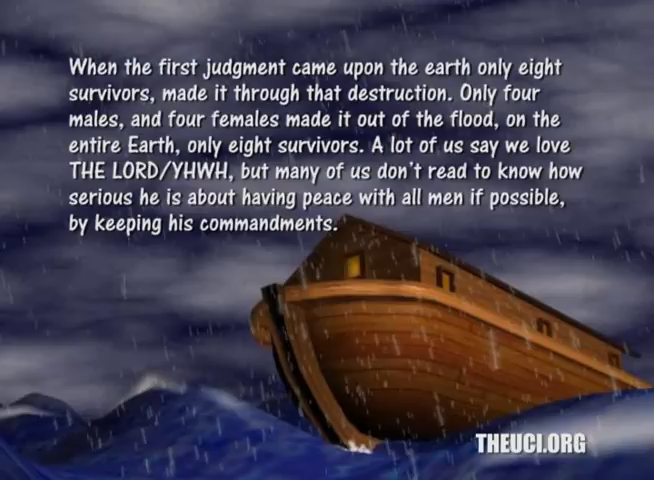 When the first judgment came upon the earth only eight
survivors, made it through that destruction. Only four
males, and four females made it out of the flood, on the
entire Earth, only eight survivors. A lot of us say we love
THE LORD/YHWH, but many of us don't read to know how
serious he is about having peace with all men if possible,
by keeping his commandments.
THEUCI.ORG